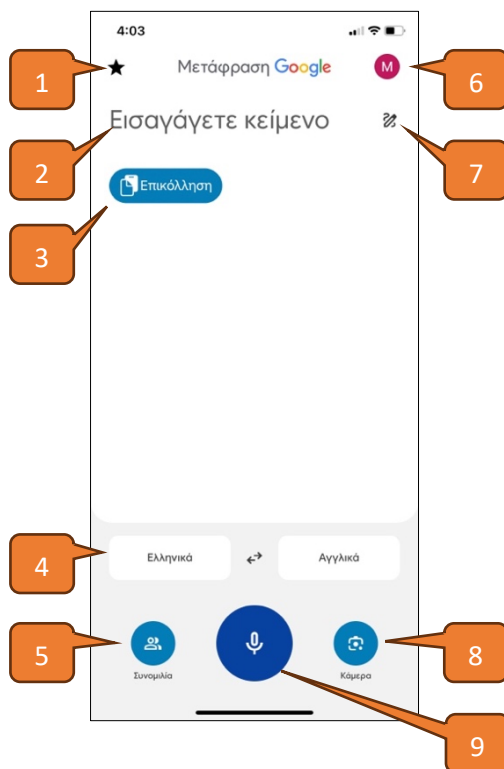 4:03
1
Μετάφραση Google
M
6
2
Εισαγάγετε κείμενο
7
3
Επικόλληση
4
Ελληνικά
Αγγλικά
5
Συνομιλία
Κάμερα
8
9